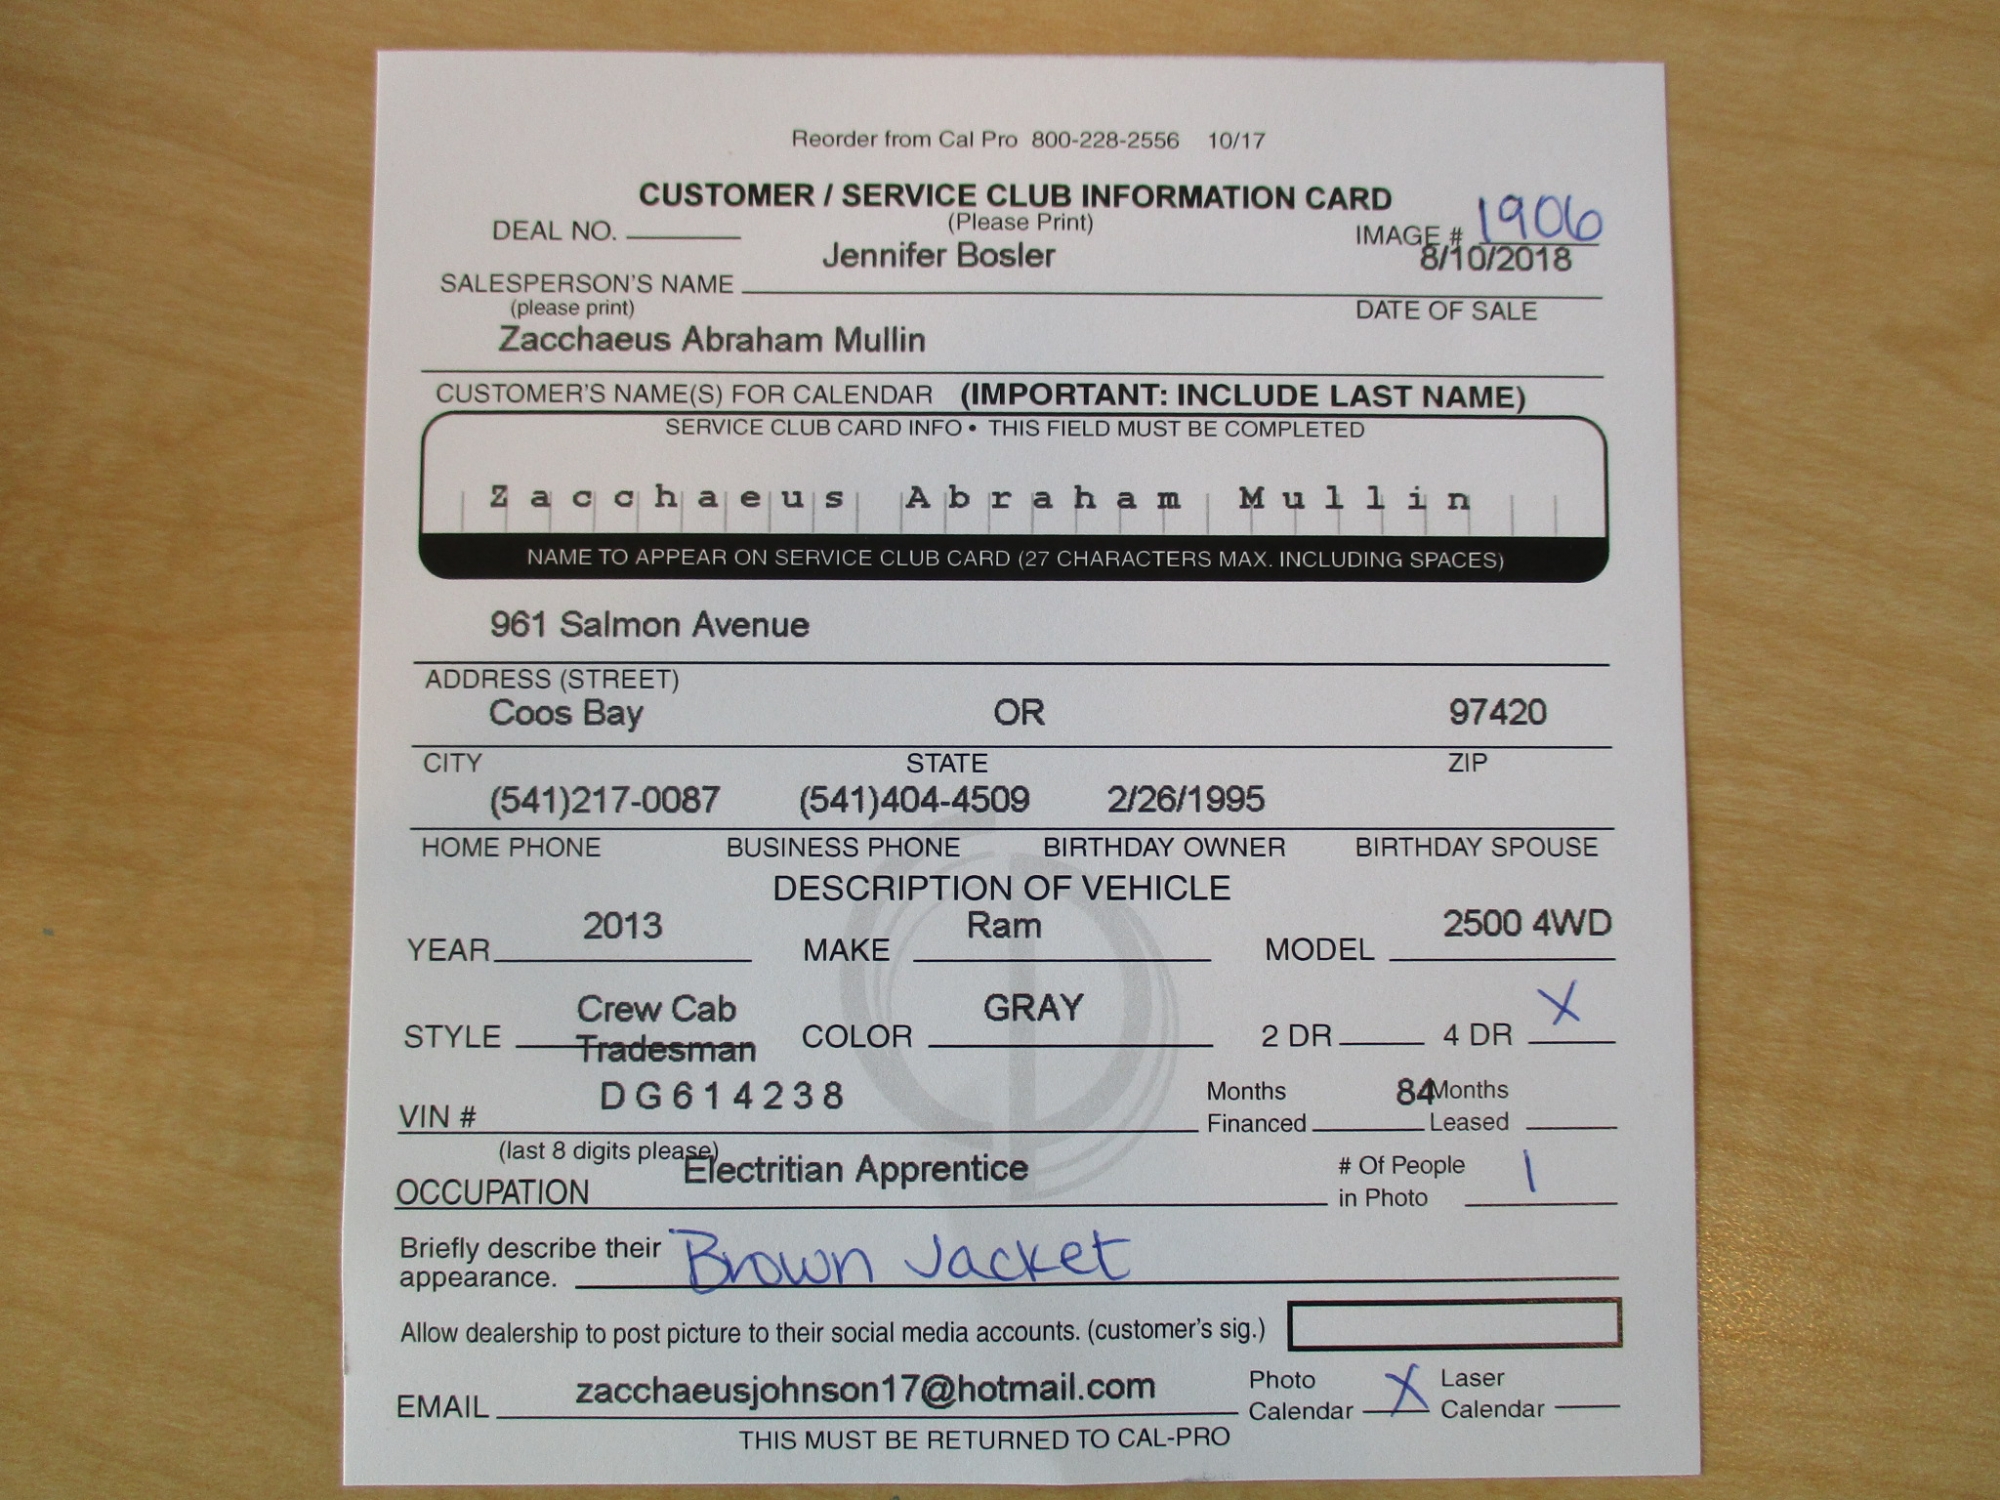 Reorder from Cal Pro 800-228-2556 10/17
CUSTOMER / SERVICE CLUB INFORMATION CARD
(Please Print)
DEAL NO.
IMAGE # 1906
Jennifer Bosler
8/10/2018
SALESPERSON'S NAME
(please print)
DATE OF SALE
Zacchaeus Abraham Mullin
CUSTOMER'S NAME(S) FOR CALENDAR (IMPORTANT: INCLUDE LAST NAME)
SERVICE CLUB CARD INFO • THIS FIELD MUST BE COMPLETED
Zacchaeus Abraham Mullin
NAME TO APPEAR ON SERVICE CLUB CARD (27 CHARACTERS MAX. INCLUDING SPACES)
961 Salmon Avenue
ADDRESS (STREET)
Coos Bay OR 97420
CITY STATE ZIP
(541)217-0087 (541)404-4509 2/26/1995
HOME PHONE BUSINESS PHONE BIRTHDAY OWNER BIRTHDAY SPOUSE
DESCRIPTION OF VEHICLE
YEAR 2013 MAKE Ram MODEL 2500 4WD
STYLE Crew Cab Tradesman COLOR GRAY 2 DR 4 DR X
VIN # DG614238 Months Financed 84 Months Leased
(last 8 digits please)
OCCUPATION Electritian Apprentice # Of People in Photo 1
Briefly describe their appearance. Brown Jacket
Allow dealership to post picture to their social media accounts. (customer's sig.)
EMAIL zacchaeusjohnson17@hotmail.com Photo Calendar X Laser Calendar
THIS MUST BE RETURNED TO CAL-PRO